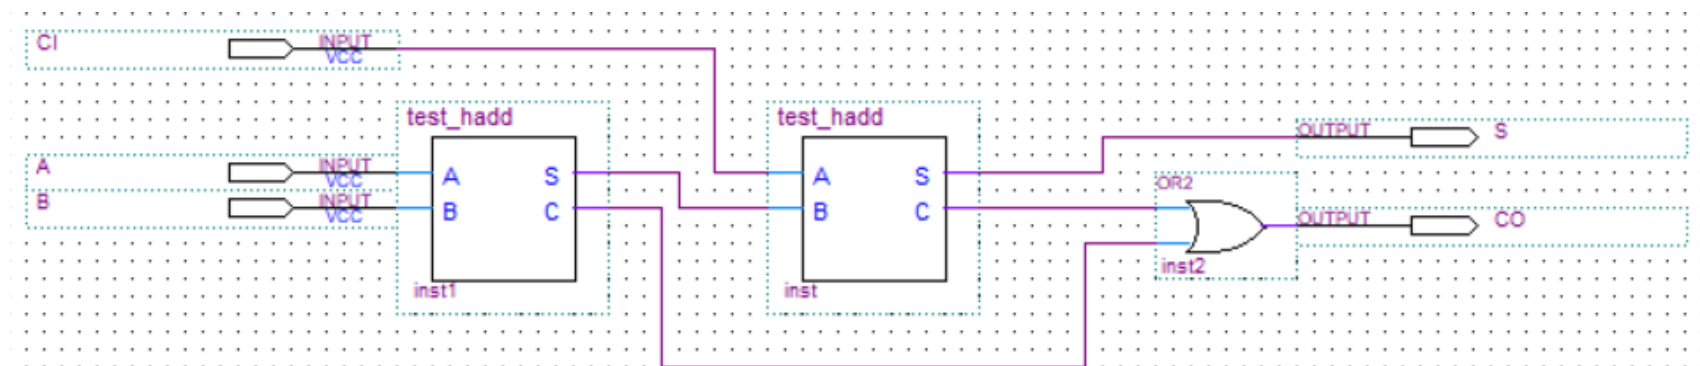 CI
INPUT
VCC
test_hadd
test_hadd
OUTPUT
S
A
INPUT
VCC
A
S
A
S
OR2
B
INPUT
VCC
B
C
B
C
OUTPUT
CO
inst1
inst
inst2